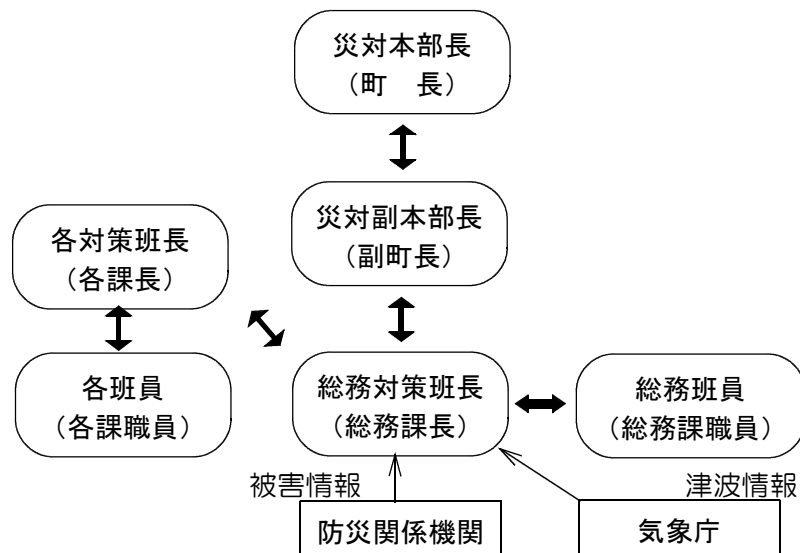 災対本部長
(町　長)
災対副本部長
(副町長)
各対策班長
(各課長)
各班員
(各課職員)
総務対策班長
(総務課長)
総務班員
(総務課職員)
被害情報
津波情報
防災関係機関
気象庁